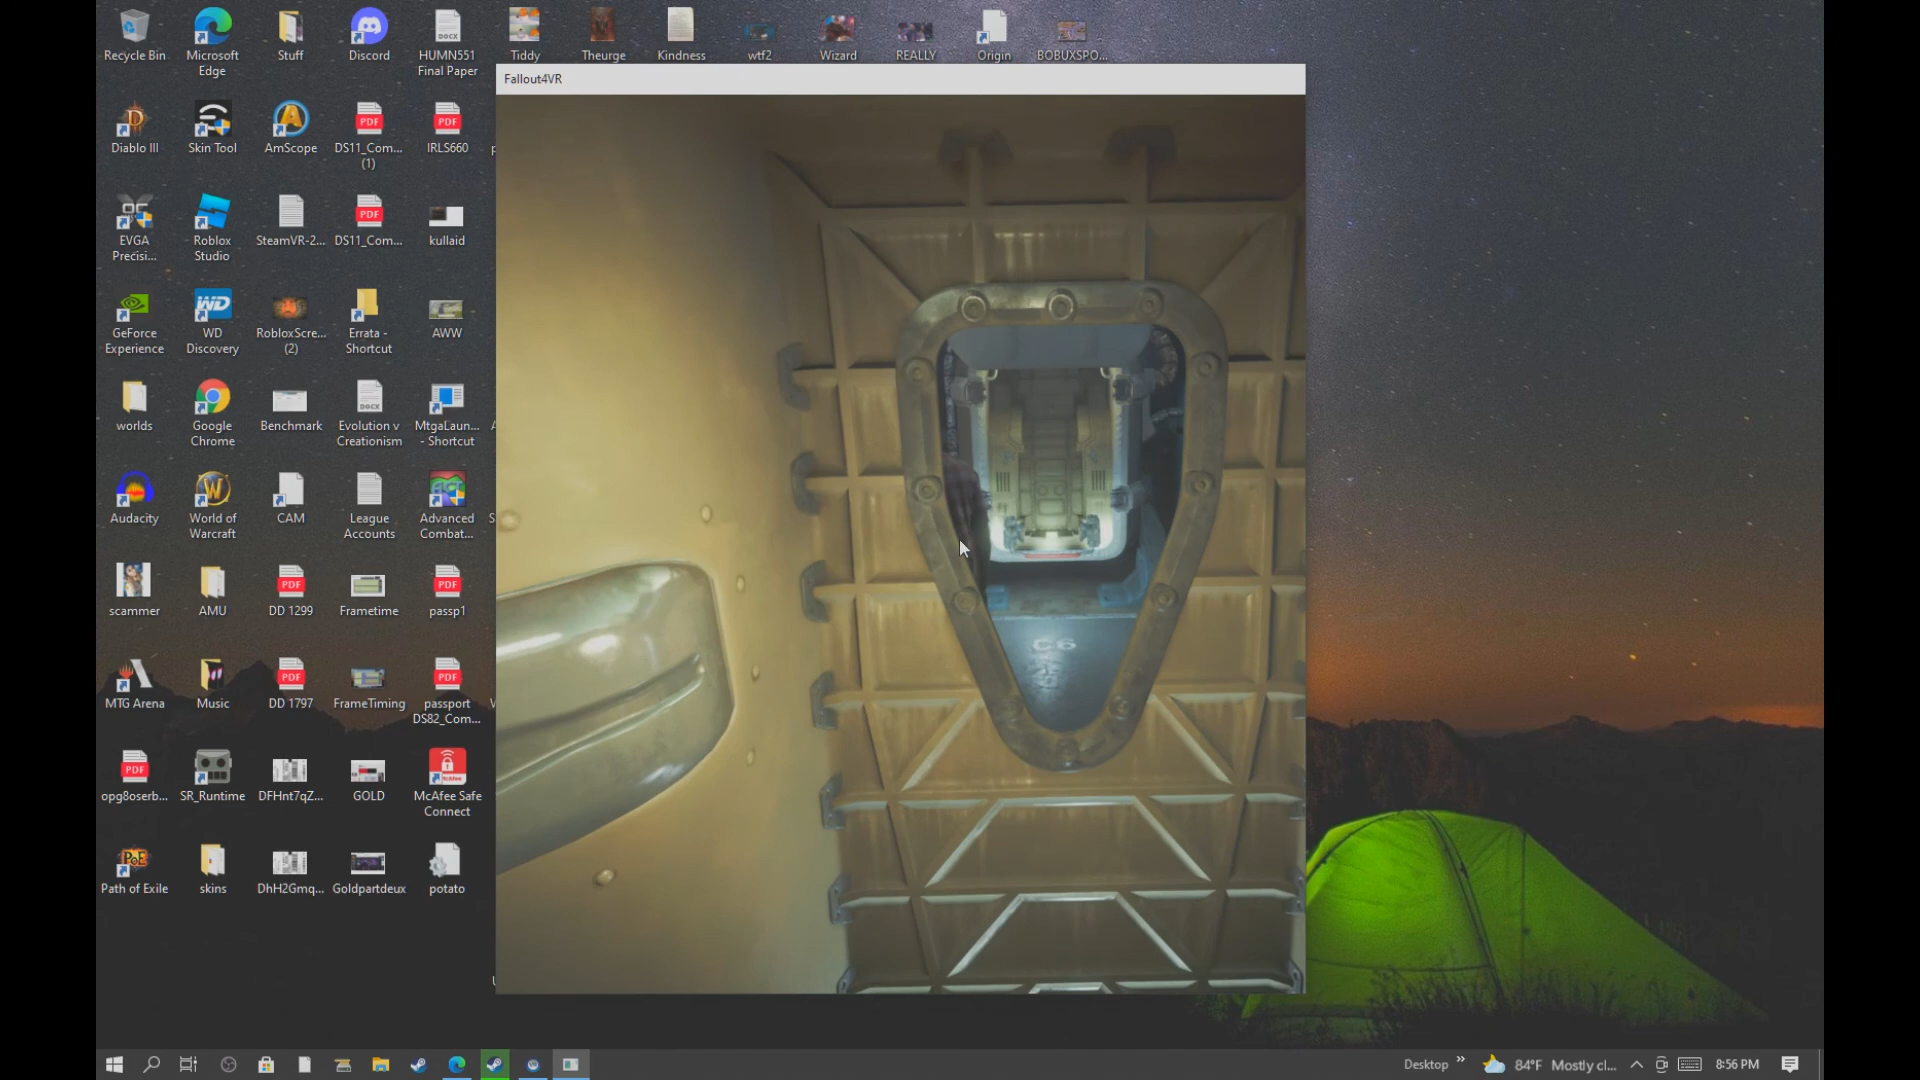 Recycle Bin
Microsoft
Edge
Stuff
Discord
HUMN551
Final Paper
Tiddy
Theurge
Kindness
wtf2
Wizard
REALLY
Origin
BOBUXSPO...
Fallout4VR
Diablo III
Skin Tool
AmScope
DS11_Com...
(1)
IRLS660
EVGA
Precisi...
Roblox
Studio
SteamVR-2...
DS11_Com...
kullaid
GeForce
Experience
WD
Discovery
RobloxScre...
(2)
Errata -
Shortcut
AWW
worlds
Google
Chrome
Benchmark
Evolution v
Creationism
MtgaLaun...
- Shortcut
Audacity
World of
Warcraft
CAM
League
Accounts
Advanced
Combat...
scammer
AMU
DD 1299
Frametime
passp1
C6
MTG Arena
Music
DD 1797
FrameTiming
passport
DS82_Com...
opg8oserb...
SR_Runtime
DFHnt7qZ...
GOLD
McAfee Safe
Connect
Path of Exile
skins
DhH2Gmq...
Goldpartdeux
potato
Desktop
84°F Mostly cl...
8:56 PM